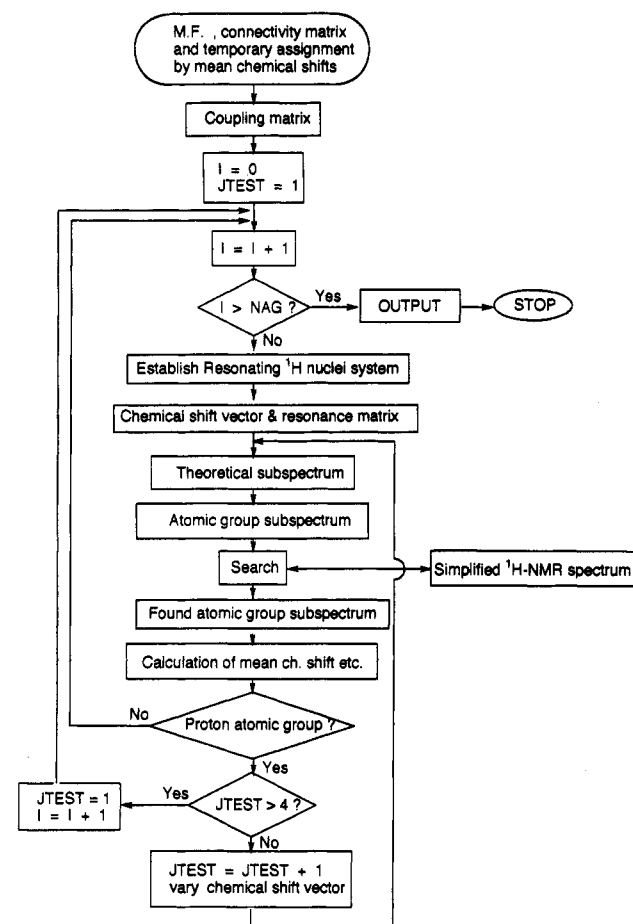 M.F. , connectivity matrix
and temporary assignment
by mean chemical shifts
Coupling matrix
I = 0
JTEST = 1
I = I + 1
I > NAG ?
Yes
OUTPUT
STOP
No
Establish Resonating ¹H nuclei system
Chemical shift vector & resonance matrix
Theoretical subspectrum
Atomic group subspectrum
Search
Simplified ¹H-NMR spectrum
Found atomic group subspectrum
Calculation of mean ch. shift etc.
No
Proton atomic group ?
Yes
JTEST = 1
I = I + 1
Yes
JTEST > 4 ?
No
JTEST = JTEST + 1
vary chemical shift vector